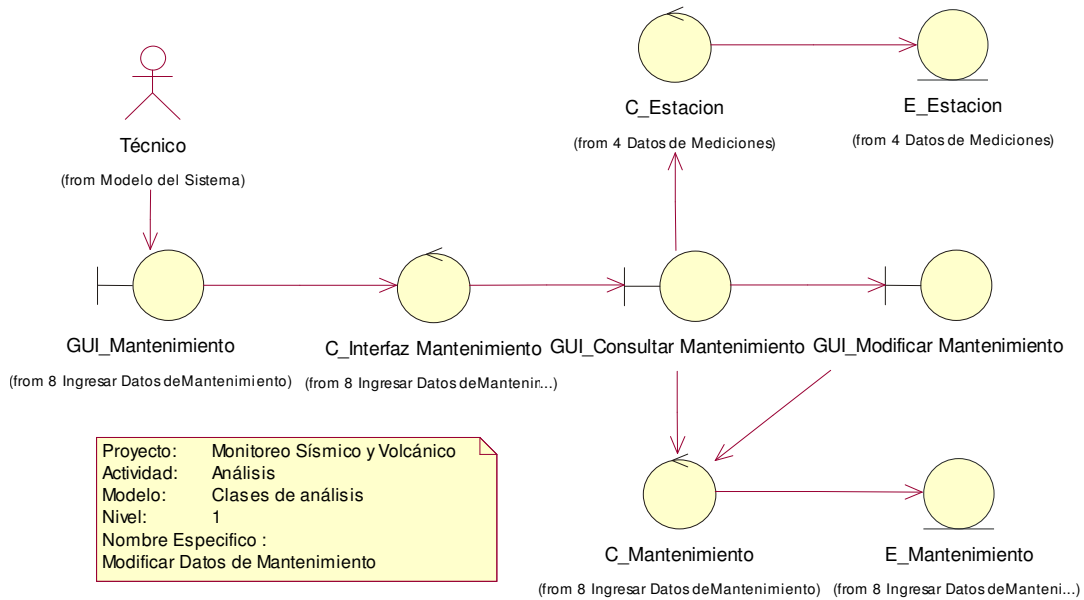 C_Estacion
(from 4 Datos de Mediciones)
E_Estacion
(from 4 Datos de Mediciones)
Técnico
(from Modelo del Sistema)
GUI_Mantenimiento
(from 8 Ingresar Datos deMantenimiento)
C_Interfaz Mantenimiento
(from 8 Ingresar Datos deMantenir...)
GUI_Consultar Mantenimiento
GUI_Modificar Mantenimiento
Proyecto: Monitoreo Sísmico y Volcánico
Actividad: Análisis
Modelo: Clases de análisis
Nivel: 1
Nombre Especifico :
Modificar Datos de Mantenimiento
C_Mantenimiento
(from 8 Ingresar Datos deMantenimiento)
E_Mantenimiento
(from 8 Ingresar Datos deManteni...)